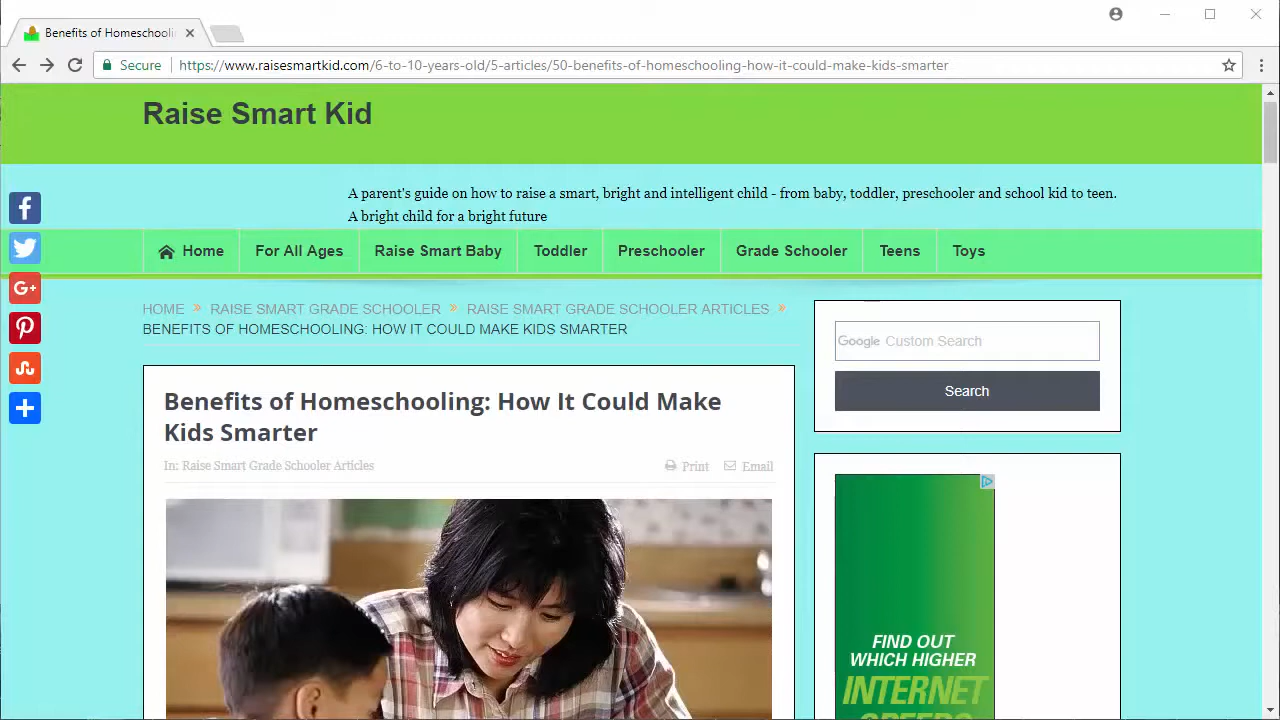 Benefits of Homeschooli
Secure https://www.raisesmartkid.com/6-to-10-years-old/5-articles/50-benefits-of-homeschooling-how-it-could-make-kids-smarter
Raise Smart Kid
A parent's guide on how to raise a smart, bright and intelligent child - from baby, toddler, preschooler and school kid to teen.
A bright child for a bright future
Home For All Ages Raise Smart Baby Toddler Preschooler Grade Schooler Teens Toys
HOME » RAISE SMART GRADE SCHOOLER » RAISE SMART GRADE SCHOOLER ARTICLES »
BENEFITS OF HOMESCHOOLING: HOW IT COULD MAKE KIDS SMARTER
Google Custom Search
Search
Benefits of Homeschooling: How It Could Make
Kids Smarter
In: Raise Smart Grade Schooler Articles Print Email
FIND OUT
WHICH HIGHER
INTERNET
CAREERS